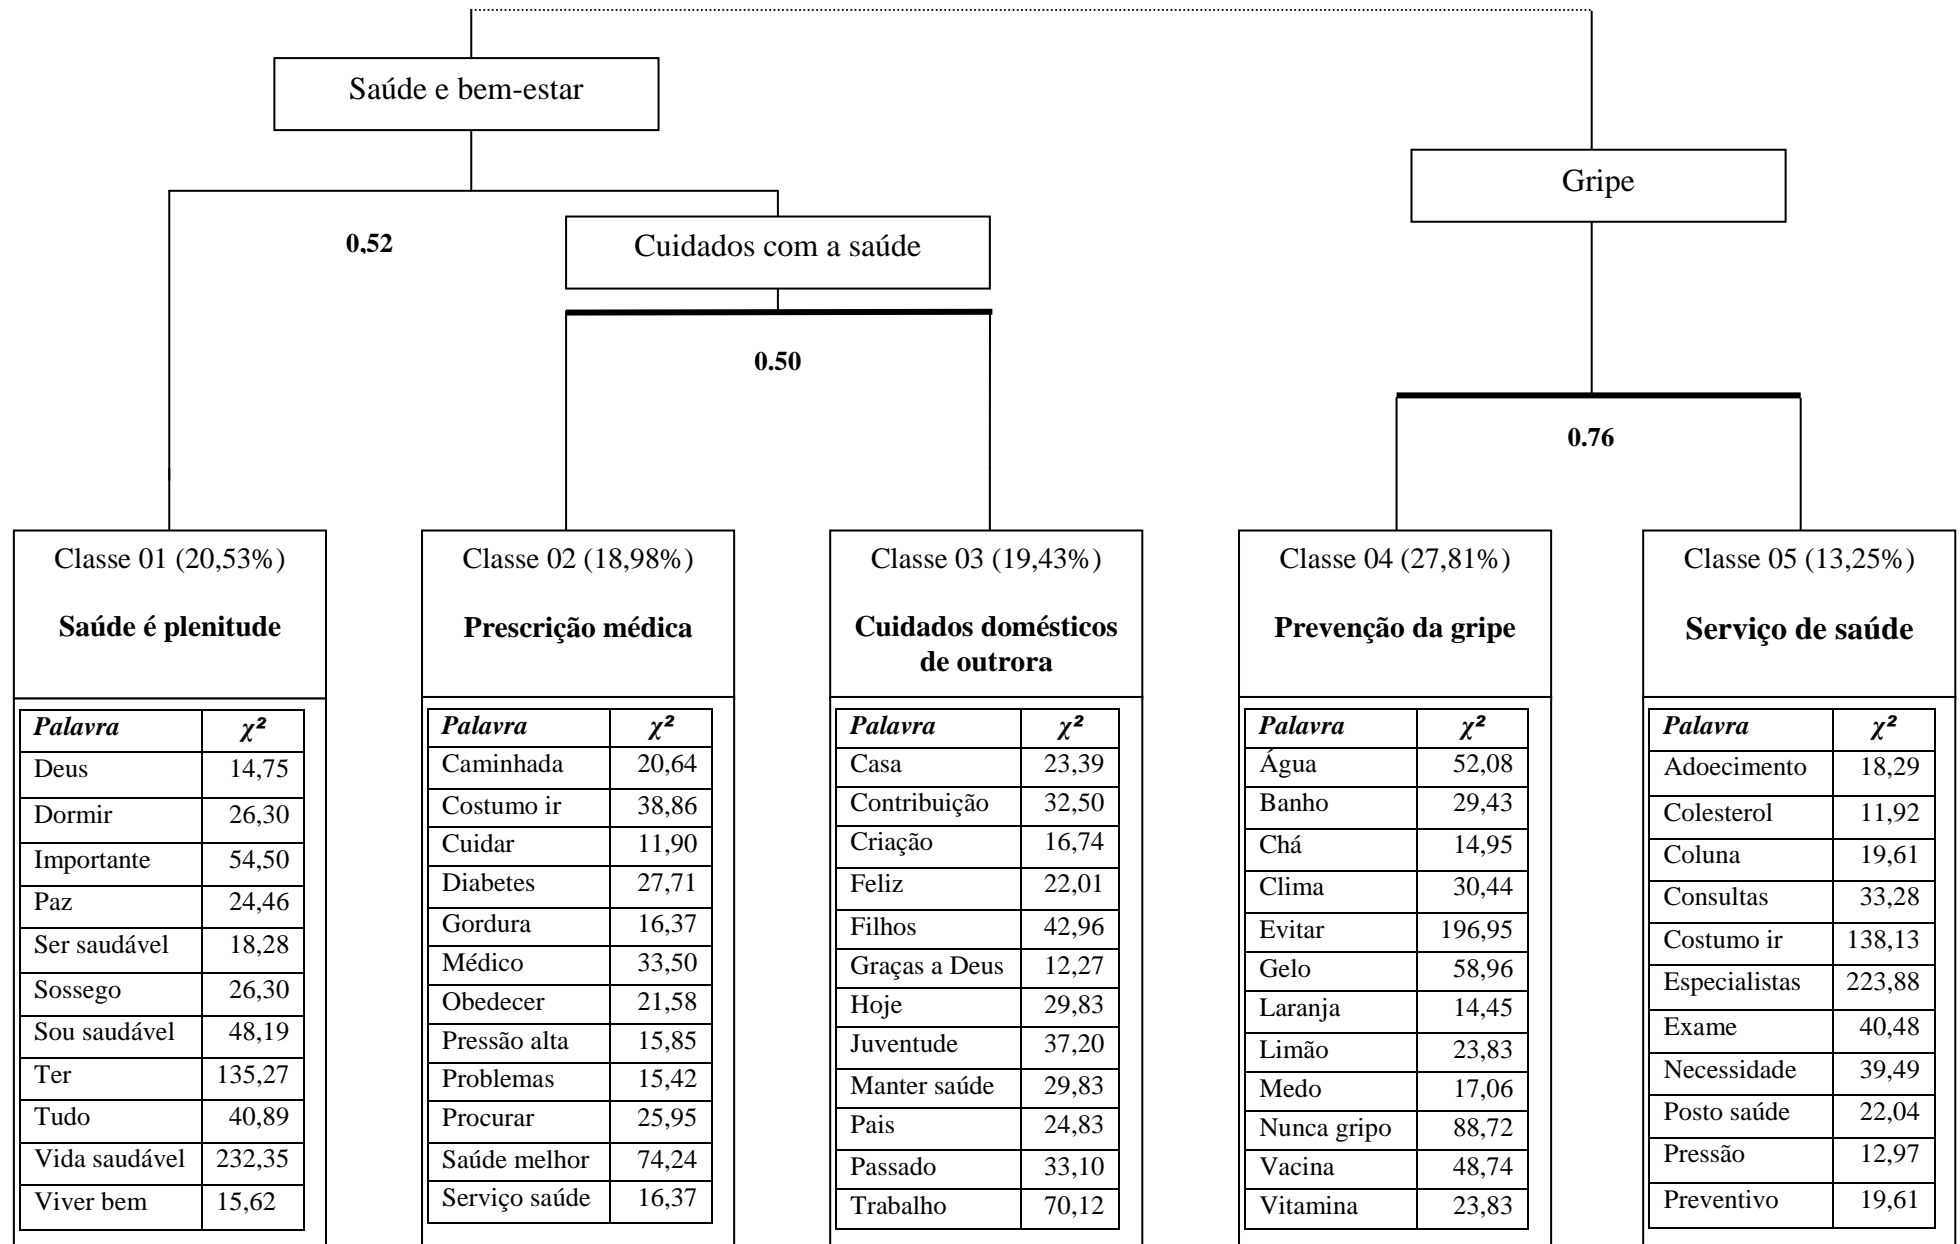 Saúde e bem-estar
Gripe
0,52
Cuidados com a saúde
0.50
0.76
Classe 01 (20,53%)
Saúde é plenitude
Palavra χ²
Deus 14,75
Dormir 26,30
Importante 54,50
Paz 24,46
Ser saudável 18,28
Sossego 26,30
Sou saudável 48,19
Ter 135,27
Tudo 40,89
Vida saudável 232,35
Viver bem 15,62
Classe 02 (18,98%)
Prescrição médica
Palavra χ²
Caminhada 20,64
Costumo ir 38,86
Cuidar 11,90
Diabetes 27,71
Gordura 16,37
Médico 33,50
Obedecer 21,58
Pressão alta 15,85
Problemas 15,42
Procurar 25,95
Saúde melhor 74,24
Serviço saúde 16,37
Classe 03 (19,43%)
Cuidados domésticos
de outrora
Palavra χ²
Casa 23,39
Contribuição 32,50
Criação 16,74
Feliz 22,01
Filhos 42,96
Graças a Deus 12,27
Hoje 29,83
Juventude 37,20
Manter saúde 29,83
Pais 24,83
Passado 33,10
Trabalho 70,12
Classe 04 (27,81%)
Prevenção da gripe
Palavra χ²
Água 52,08
Banho 29,43
Chá 14,95
Clima 30,44
Evitar 196,95
Gelo 58,96
Laranja 14,45
Limão 23,83
Medo 17,06
Nunca gripo 88,72
Vacina 48,74
Vitamina 23,83
Classe 05 (13,25%)
Serviço de saúde
Palavra χ²
Adoecimento 18,29
Colesterol 11,92
Coluna 19,61
Consultas 33,28
Costumo ir 138,13
Especialistas 223,88
Exame 40,48
Necessidade 39,49
Posto saúde 22,04
Pressão 12,97
Preventivo 19,61